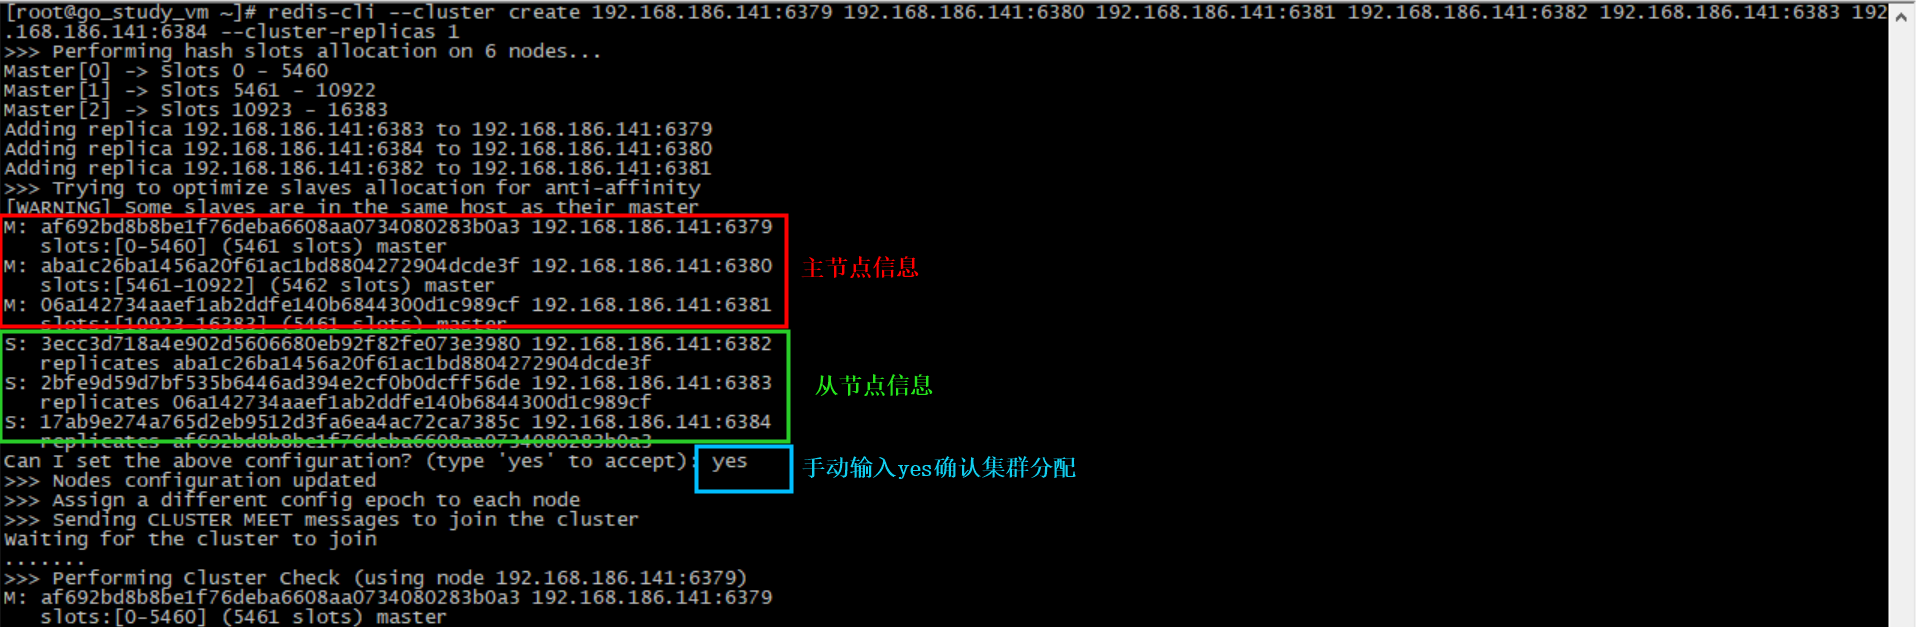 [root@go_study_vm ~]# redis-cli --cluster create 192.168.186.141:6379 192.168.186.141:6380 192.168.186.141:6381 192.168.186.141:6382 192.168.186.141:6383 192
.168.186.141:6384 --cluster-replicas 1
>>> Performing hash slots allocation on 6 nodes...
Master[0] -> Slots 0 - 5460
Master[1] -> Slots 5461 - 10922
Master[2] -> Slots 10923 - 16383
Adding replica 192.168.186.141:6383 to 192.168.186.141:6379
Adding replica 192.168.186.141:6384 to 192.168.186.141:6380
Adding replica 192.168.186.141:6382 to 192.168.186.141:6381
>>> Trying to optimize slaves allocation for anti-affinity
[WARNING] Some slaves are in the same host as their master
M: af692bd8b8be1f76deba6608aa0734080283b0a3 192.168.186.141:6379
slots:[0-5460] (5461 slots) master
M: aba1c26ba1456a20f61ac1bd8804272904dcde3f 192.168.186.141:6380
主节点信息
slots:[5461-10922] (5462 slots) master
M: 06a142734aaef1ab2ddfe140b6844300d1c989cf 192.168.186.141:6381
slots:[10923-16383] (5461 slots) master
S: 3ecc3d718a4e902d5606680eb92f82fe073e3980 192.168.186.141:6382
replicates aba1c26ba1456a20f61ac1bd8804272904dcde3f
S: 2bfe9d59d7bf535b6446ad394e2cf0b0dcff56de 192.168.186.141:6383
从节点信息
replicates 06a142734aaef1ab2ddfe140b6844300d1c989cf
S: 17ab9e274a765d2eb9512d3fa6ea4ac72ca7385c 192.168.186.141:6384
replicates af692bd8b8be1f76deba6608aa0734080283b0a3
Can I set the above configuration? (type 'yes' to accept): yes
手动输入yes确认集群分配
>>> Nodes configuration updated
>>> Assign a different config epoch to each node
>>> Sending CLUSTER MEET messages to join the cluster
Waiting for the cluster to join
.......
>>> Performing Cluster Check (using node 192.168.186.141:6379)
M: af692bd8b8be1f76deba6608aa0734080283b0a3 192.168.186.141:6379
slots:[0-5460] (5461 slots) master